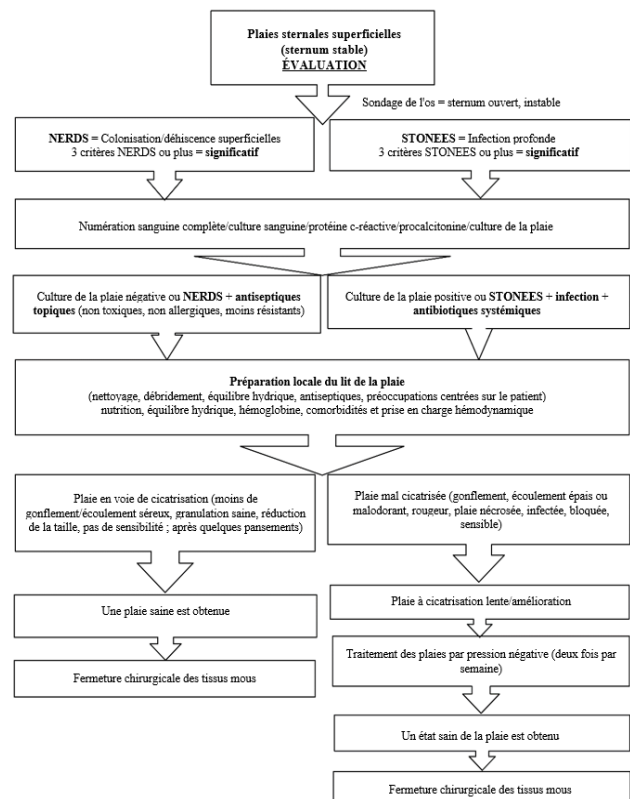 Plaies sternales superficielles
(sternum stable)
ÉVALUATION
Sondage de l'os = sternum ouvert, instable
NERDS = Colonisation/déhiscence superficielles
3 critères NERDS ou plus = significatif
STONEES = Infection profonde
3 critères STONEES ou plus = significatif
Numération sanguine complète/culture sanguine/protéine c-réactive/procalcitonine/culture de la plaie
Culture de la plaie négative ou NERDS + antiseptiques
topiques (non toxiques, non allergiques, moins résistants)
Culture de la plaie positive ou STONEES + infection +
antibiotiques systémiques
Préparation locale du lit de la plaie
(nettoyage, débridement, équilibre hydrique, antiseptiques, préoccupations centrées sur le patient)
nutrition, équilibre hydrique, hémoglobine, comorbidités et prise en charge hémodynamique
Plaie en voie de cicatrisation (moins de
gonflement/écoulement séreux, granulation saine, réduction
de la taille, pas de sensibilité ; après quelques pansements)
Plaie mal cicatrisée (gonflement, écoulement épais ou
malodorant, rougeur, plaie nécrosée, infectée, bloquée,
sensible)
Une plaie saine est obtenue
Plaie à cicatrisation lente/amélioration
Fermeture chirurgicale des tissus mous
Traitement des plaies par pression négative (deux fois par
semaine)
Un état sain de la plaie est obtenu
Fermeture chirurgicale des tissus mous